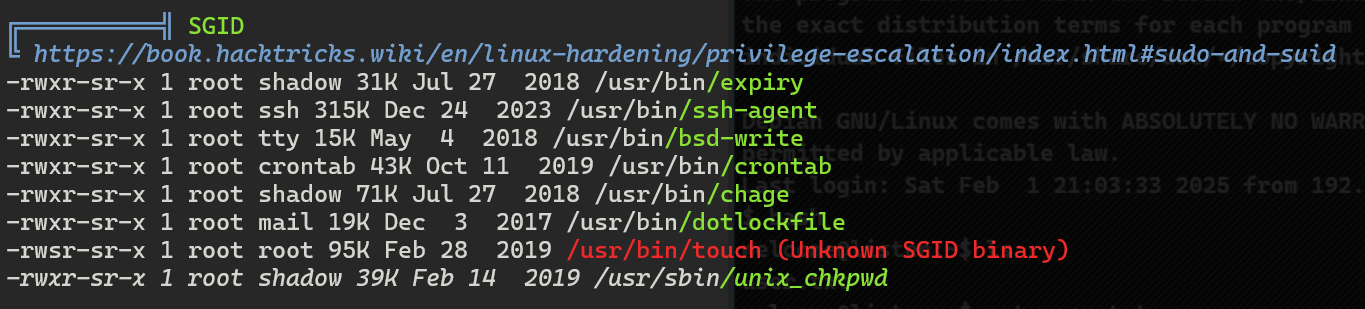 SGID
https://book.hacktricks.wiki/en/linux-hardening/privilege-escalation/index.html#sudo-and-suid
-rwxr-sr-x 1 root shadow 31K Jul 27  2018 /usr/bin/expiry
-rwxr-sr-x 1 root ssh 315K Dec 24  2023 /usr/bin/ssh-agent
-rwxr-sr-x 1 root tty 15K May  4  2018 /usr/bin/bsd-write
-rwxr-sr-x 1 root crontab 43K Oct 11  2019 /usr/bin/crontab
-rwxr-sr-x 1 root shadow 71K Jul 27  2018 /usr/bin/chage
-rwxr-sr-x 1 root mail 19K Dec  3  2017 /usr/bin/dotlockfile
-rwsr-sr-x 1 root root 95K Feb 28  2019 /usr/bin/touch (Unknown SGID binary)
-rwxr-sr-x 1 root shadow 39K Feb 14  2019 /usr/sbin/unix_chkpwd
the exact distribution terms for each program
GNU/Linux comes with ABSOLUTELY NO WARR
permitted by applicable law.
Last login: Sat Feb  1 21:03:33 2025 from 192.